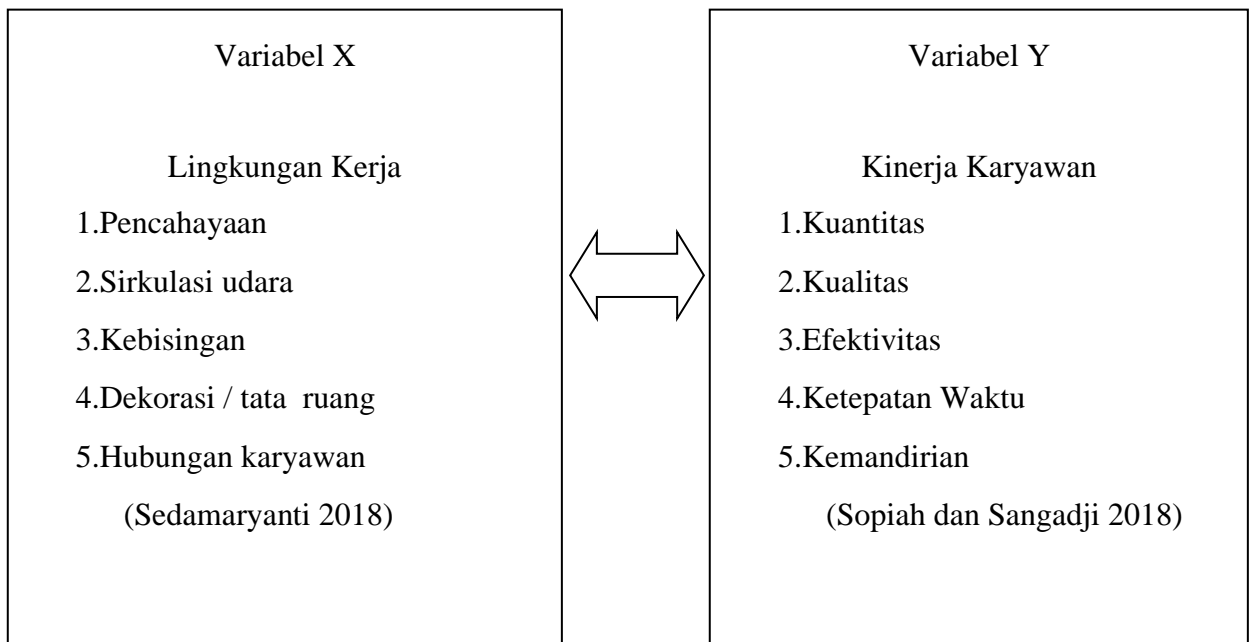 Variabel X
Lingkungan Kerja
1.Pencahayaan
2.Sirkulasi udara
3.Kebisingan
4.Dekorasi / tata  ruang
5.Hubungan karyawan
(Sedamaryanti 2018)
Variabel Y
Kinerja Karyawan
1.Kuantitas
2.Kualitas
3.Efektivitas
4.Ketepatan Waktu
5.Kemandirian
(Sopiah dan Sangadji 2018)